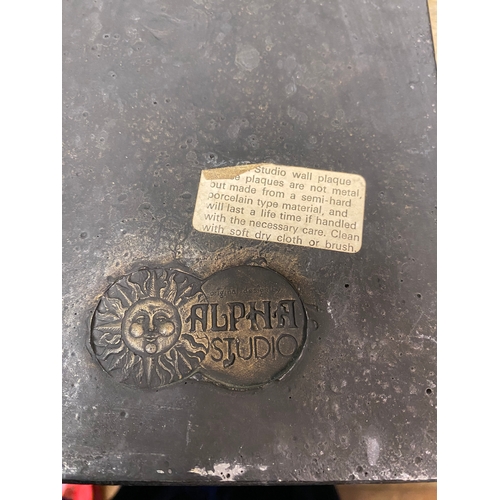 Studio wall plaque
plaques are not metal,
but made from a semi-hard
porcelain type material, and
will last a life time if handled
with the necessary care. Clean
with soft dry cloth or brush.
ALPHA
STUDIO